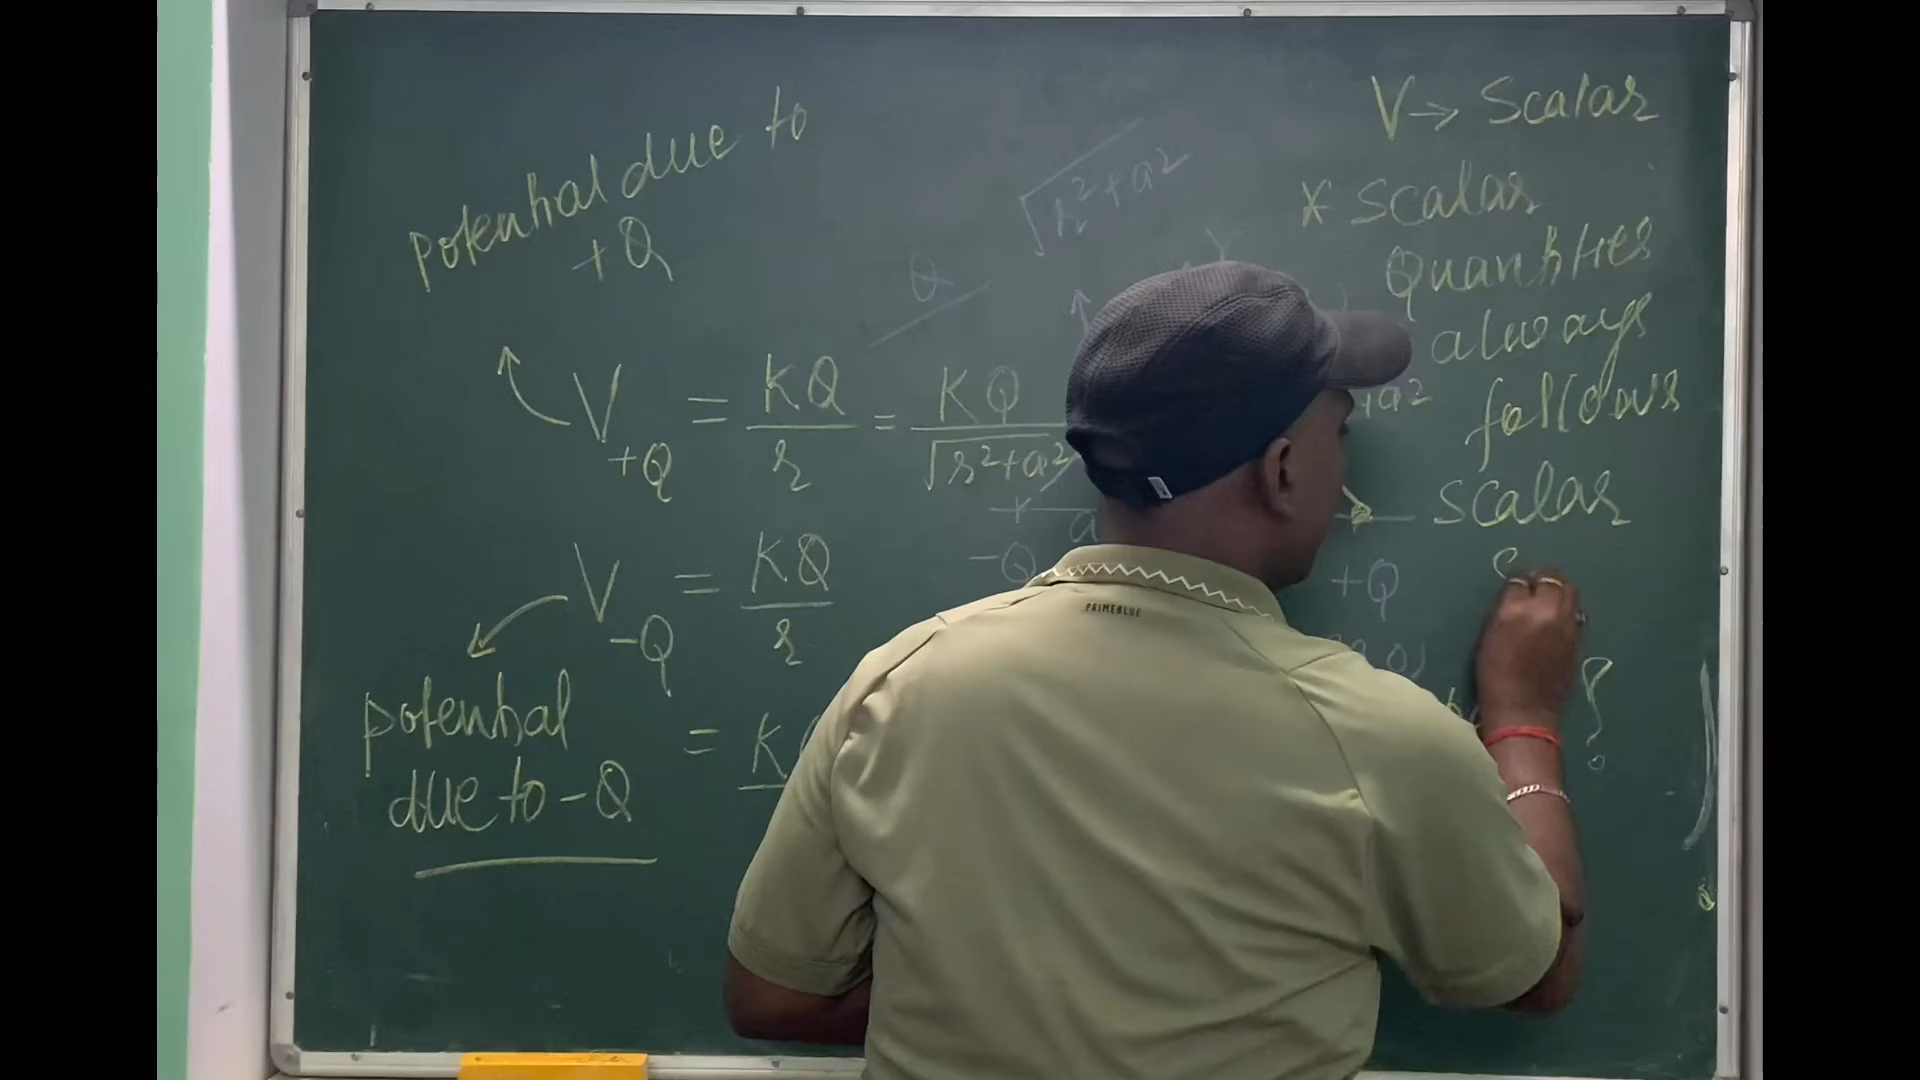 potential due to
+Q
V+Q = KQ/r = KQ/√r²+a²
V-Q = KQ/r
potential
due to -Q
= K
√r²+a²
θ
Y
+a²
-Q
a
+Q
V → Scalar
* Scalar
Quantities
always
follows
Scalar
?
PRIMEBLUE